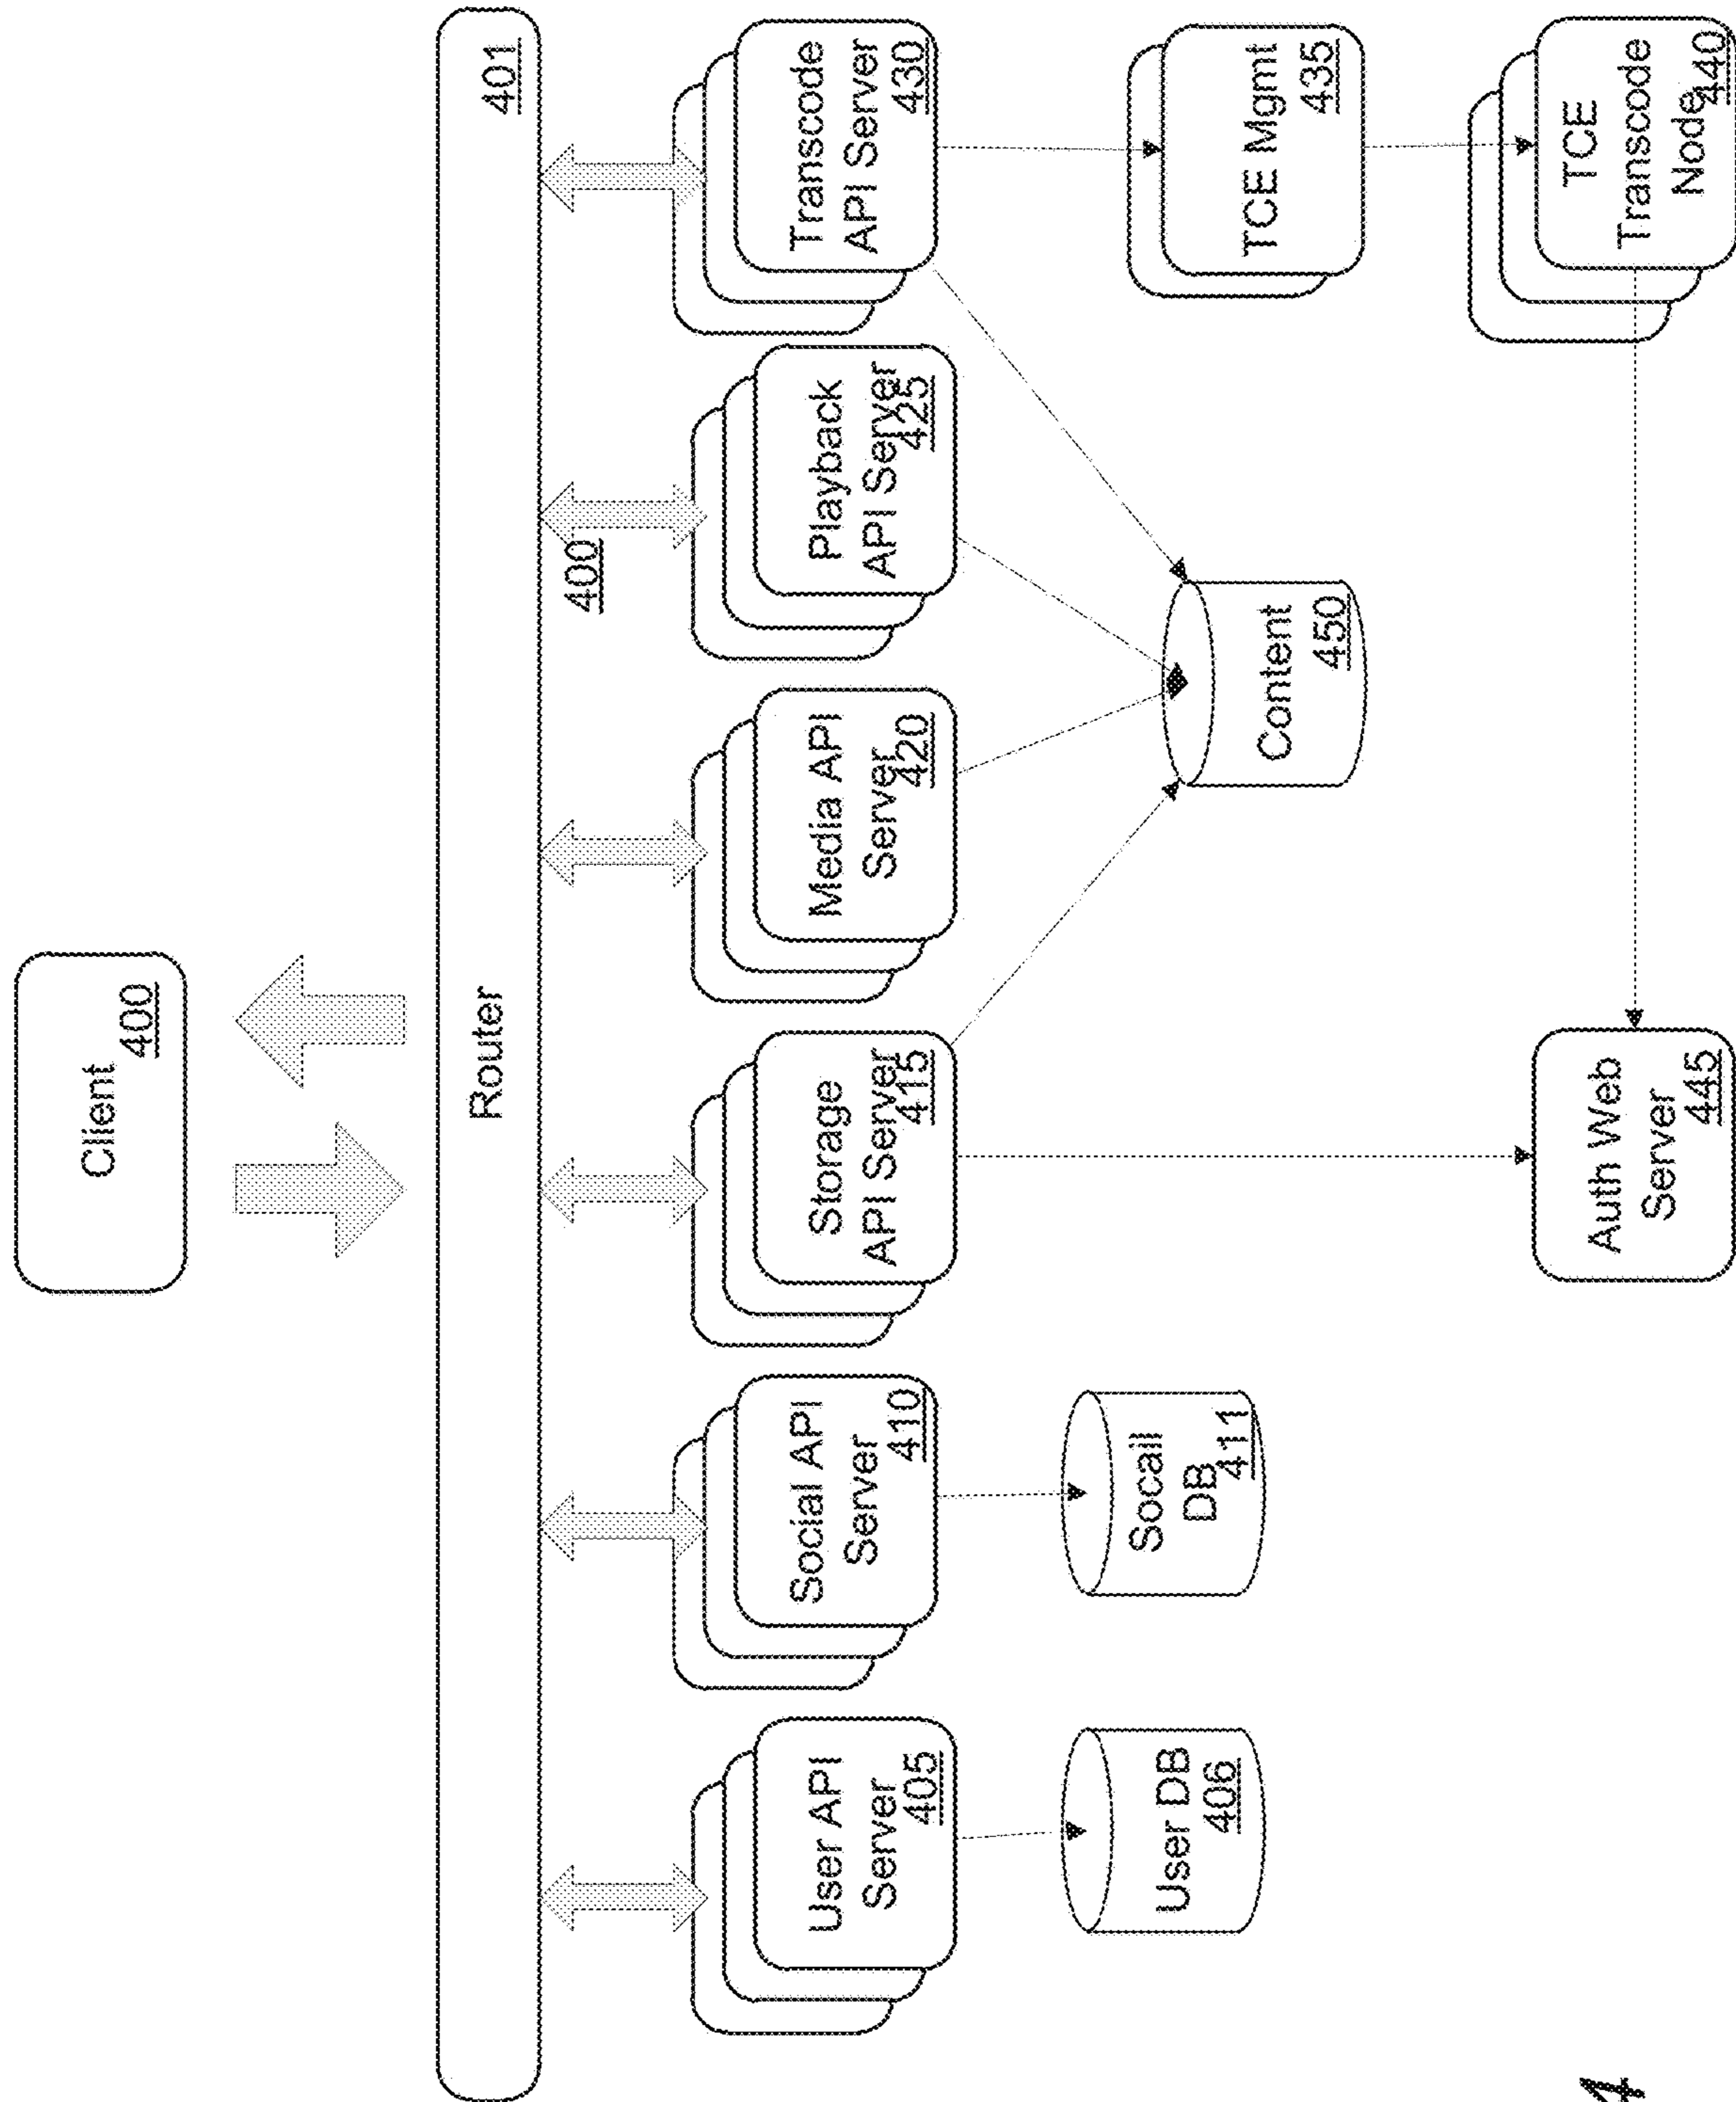 Client
400
Router
401
400
User API
Server
405
Social API
Server
410
Storage
API Server
415
Media API
Server
420
Playback
API Server
425
Transcode
API Server
430
User DB
406
Socail
DB
411
Content
450
TCE Mgmt
435
Auth Web
Server
445
TCE
Transcode
Node
440
4